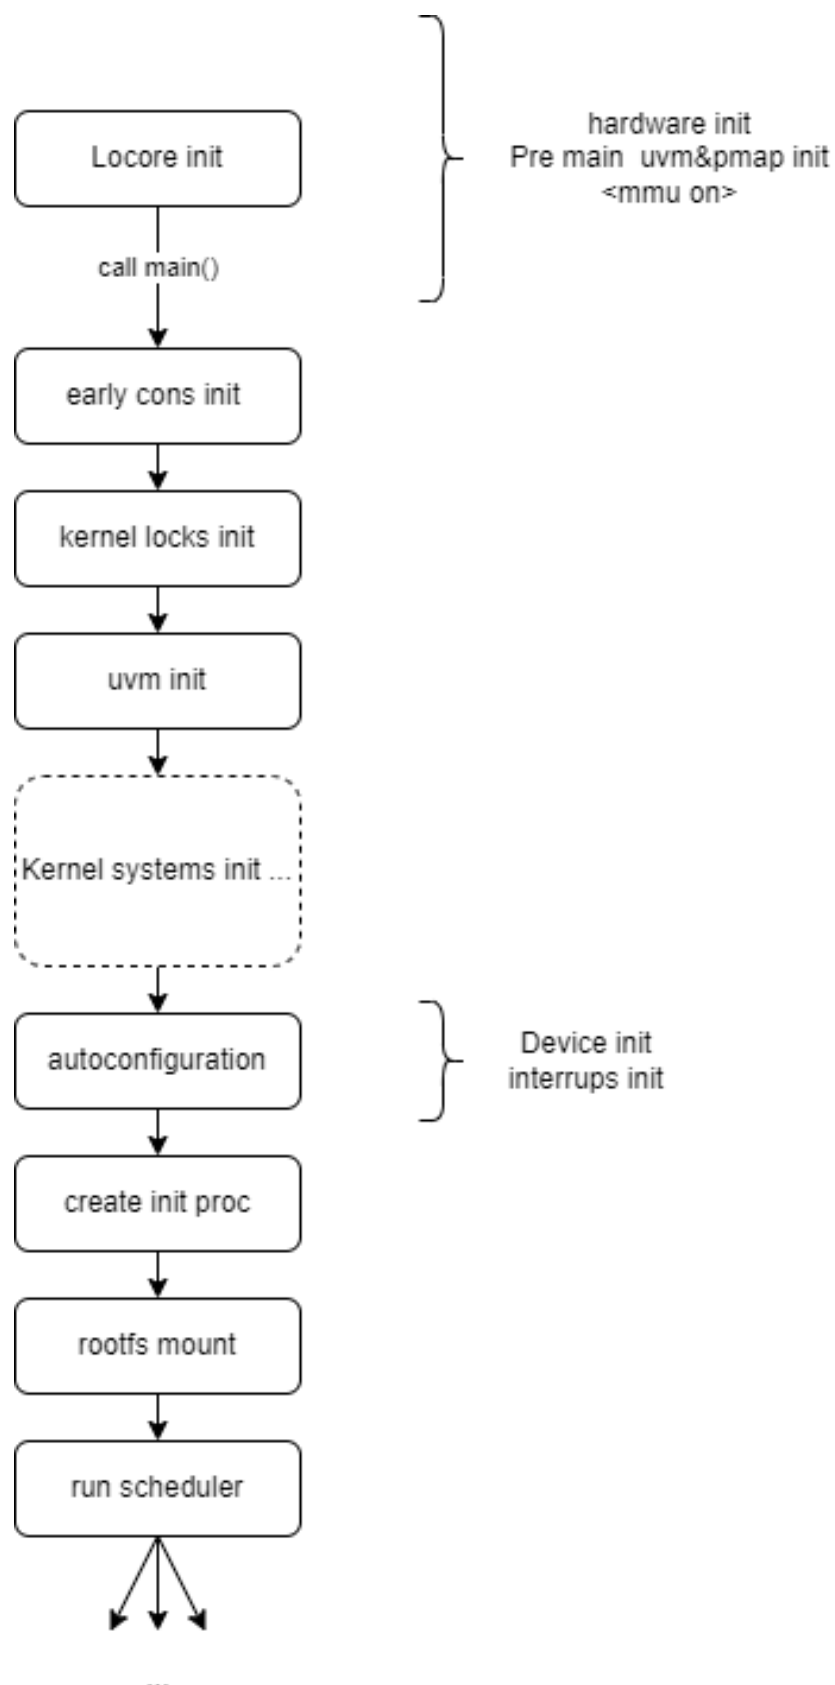 hardware init
Pre main  uvm&pmap init
<mmu on>
Locore init
call main()
early cons init
kernel locks init
uvm init
Kernel systems init ...
autoconfiguration
Device init
interrups init
create init proc
rootfs mount
run scheduler
...